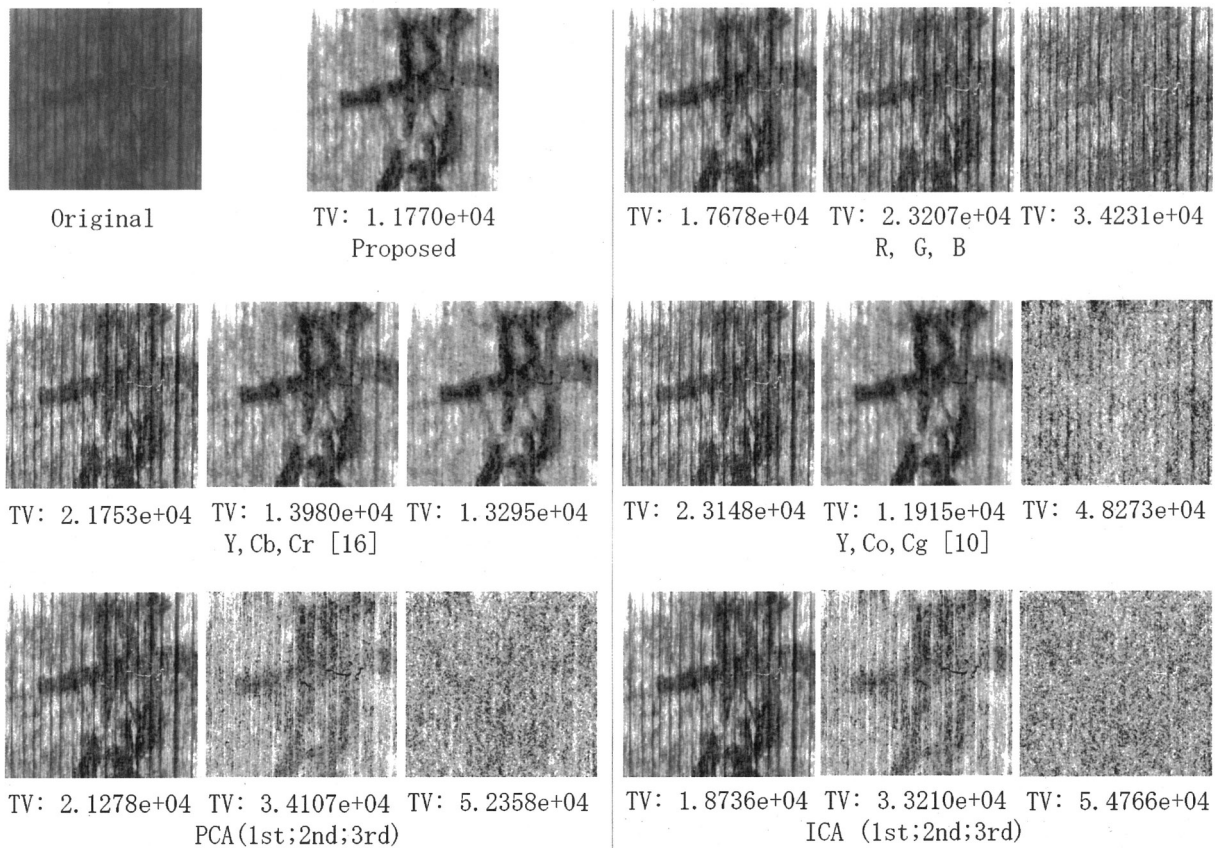 Original
TV: 1.1770e+04
Proposed
TV: 1.7678e+04 TV: 2.3207e+04 TV: 3.4231e+04
R, G, B
TV: 2.1753e+04 TV: 1.3980e+04 TV: 1.3295e+04
Y, Cb, Cr [16]
TV: 2.3148e+04 TV: 1.1915e+04 TV: 4.8273e+04
Y, Co, Cg [10]
TV: 2.1278e+04 TV: 3.4107e+04 TV: 5.2358e+04
PCA(1st;2nd;3rd)
TV: 1.8736e+04 TV: 3.3210e+04 TV: 5.4766e+04
ICA (1st;2nd;3rd)